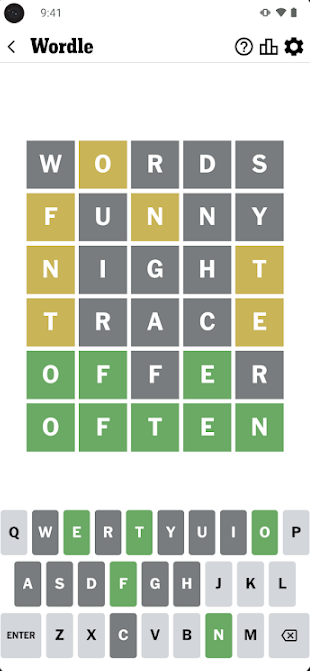 9:41
Wordle
W O R D S
F U N N Y
N I G H T
T R A C E
O F F E R
O F T E N
Q W E R T Y U I O P
A S D F G H J K L
ENTER Z X C V B N M